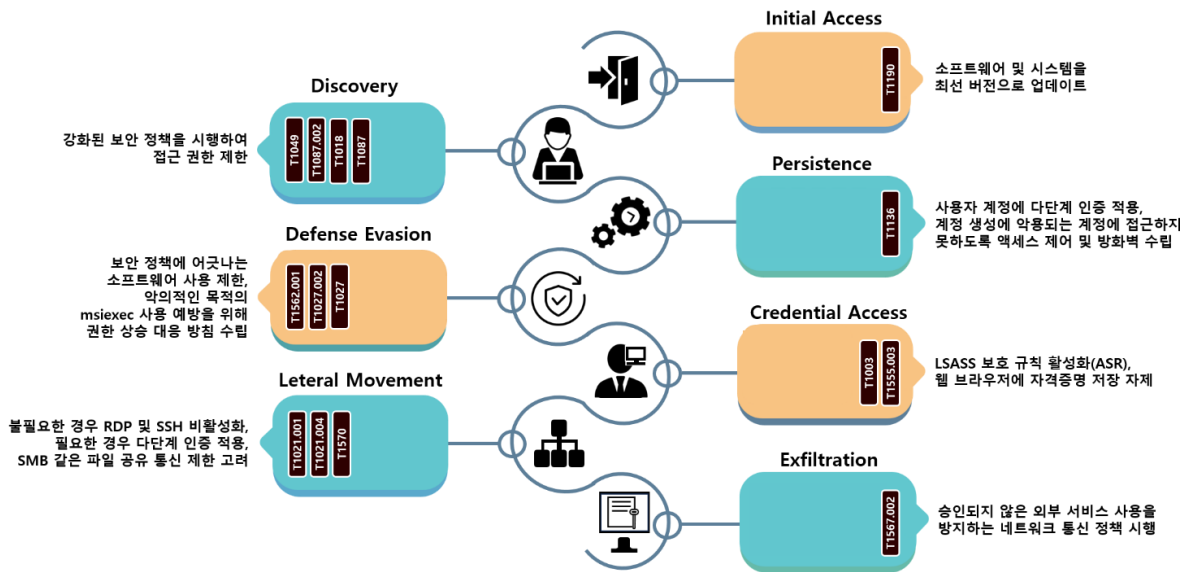 Initial Access
T1190
소프트웨어 및 시스템을
최선 버전으로 업데이트
Discovery
강화된 보안 정책을 시행하여
접근 권한 제한
T1049
T1087.002
T1018
T1087
Persistence
T1136
사용자 계정에 다단계 인증 적용,
계정 생성에 악용되는 계정에 접근하지
못하도록 액세스 제어 및 방화벽 수립
Defense Evasion
보안 정책에 어긋나는
소프트웨어 사용 제한,
악의적인 목적의
msiexec 사용 예방을 위해
권한 상승 대응 방침 수립
T1562.001
T1027.002
T1027
Credential Access
T1003
T1555.003
LSASS 보호 규칙 활성화(ASR),
웹 브라우저에 자격증명 저장 자제
Leteral Movement
불필요한 경우 RDP 및 SSH 비활성화,
필요한 경우 다단계 인증 적용,
SMB 같은 파일 공유 통신 제한 고려
T1021.001
T1021.004
T1570
Exfiltration
T1567.002
승인되지 않은 외부 서비스 사용을
방지하는 네트워크 통신 정책 시행